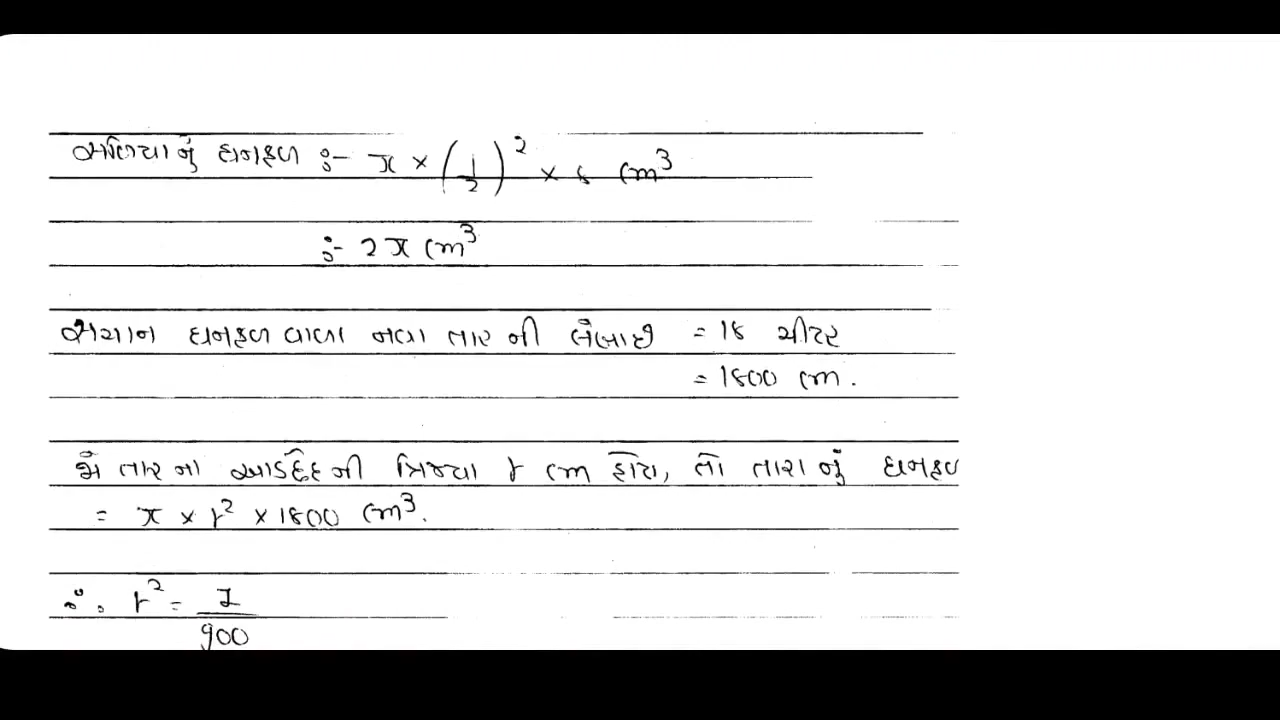 સળિયાનું ઘનફળ ઃ- π × (1/2)² × 8 cm³
ઃ- 2π cm³
સમાન ઘનફળ વાળા નવા તાર ની લંબાઈ = 18 મીટર
= 1800 cm.
જો તાર ના આડછેદ ની ત્રિજ્યા r cm હોય, તો તારા નું ઘનફળ
= π × r² × 1800 cm³.
∴ r² = 1/900